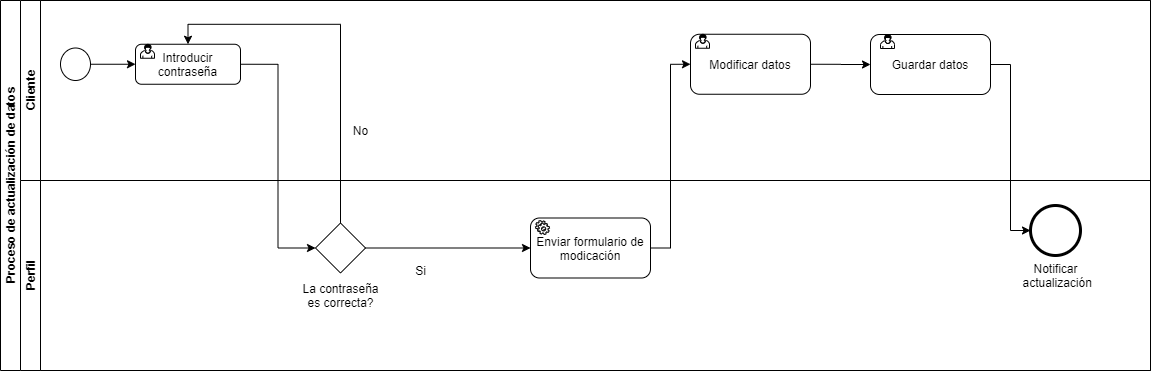 Proceso de actualización de datos
Cliente
Introducir
contraseña
No
Modificar datos
Guardar datos
Perfil
La contraseña
es correcta?
Si
Enviar formulario de
modicación
Notificar
actualización